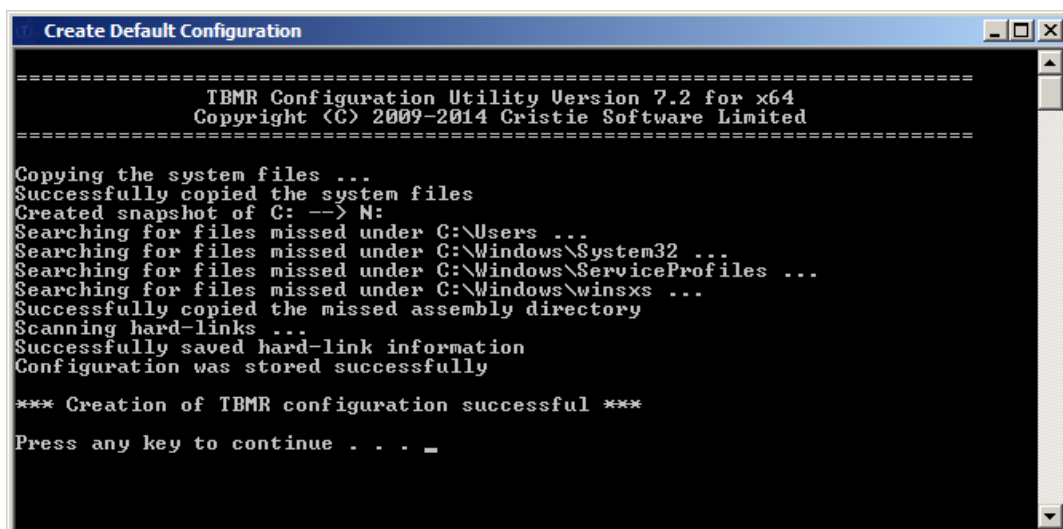 Create Default Configuration
===========================================================================
TBMR Configuration Utility Version 7.2 for x64
Copyright (C) 2009-2014 Cristie Software Limited
===========================================================================
Copying the system files ...
Successfully copied the system files
Created snapshot of C: --> N:
Searching for files missed under C:\Users ...
Searching for files missed under C:\Windows\System32 ...
Searching for files missed under C:\Windows\ServiceProfiles ...
Searching for files missed under C:\Windows\winsxs ...
Successfully copied the missed assembly directory
Scanning hard-links ...
Successfully saved hard-link information
Configuration was stored successfully
*** Creation of TBMR configuration successful ***
Press any key to continue . . . _